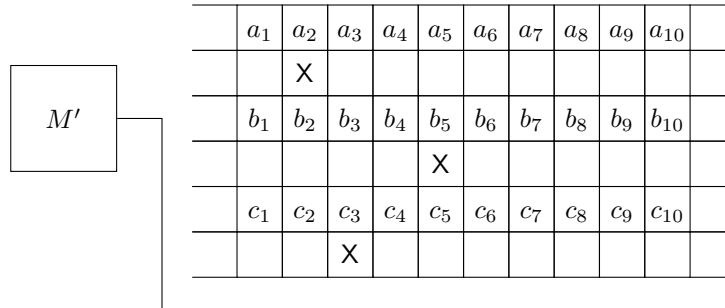 a₁ a₂ a₃ a₄ a₅ a₆ a₇ a₈ a₉ a₁₀
X
M′ b₁ b₂ b₃ b₄ b₅ b₆ b₇ b₈ b₉ b₁₀
X
c₁ c₂ c₃ c₄ c₅ c₆ c₇ c₈ c₉ c₁₀
X